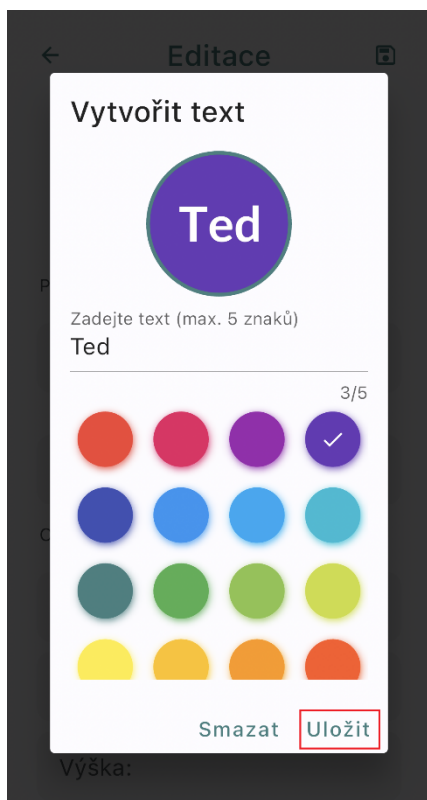 Editace
Vytvořit text
Ted
Zadejte text (max. 5 znaků)
Ted
3/5
Smazat Uložit
Výška: